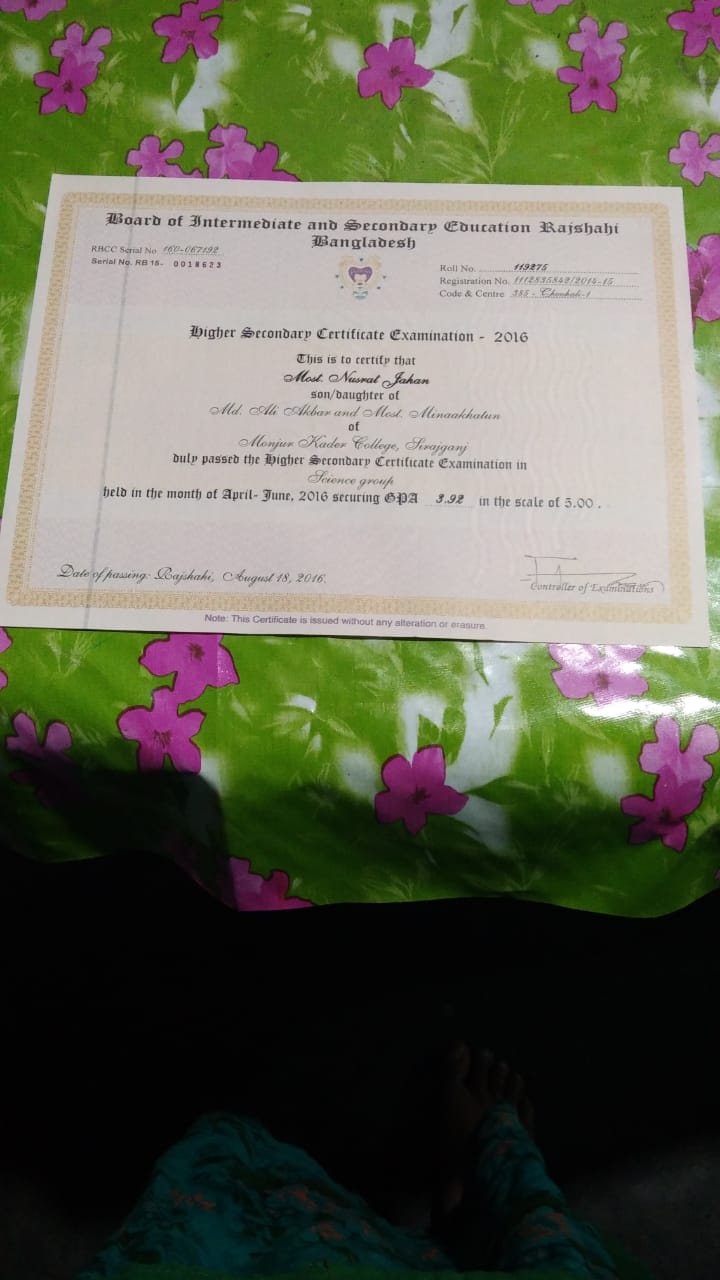 Board of Intermediate and Secondary Education Rajshahi
Bangladesh
RBCC Serial No 160-067192
Serial No. RB 15- 0018623
Roll No. 119275
Registration No. 1112835842/2014-15
Code & Centre 385 - Chouhali-1
Higher Secondary Certificate Examination - 2016
This is to certify that
Most. Nusrat Jahan
son/daughter of
Md. Ali Akbar and Most. Minaakhatun
of
Monjur Kader College, Sirajganj
duly passed the Higher Secondary Certificate Examination in
Science group
held in the month of April- June, 2016 securing GPA 3.92 in the scale of 5.00 .
Date of passing: Rajshahi, August 18, 2016.
Controller of Examinations
Note: This Certificate is issued without any alteration or erasure.